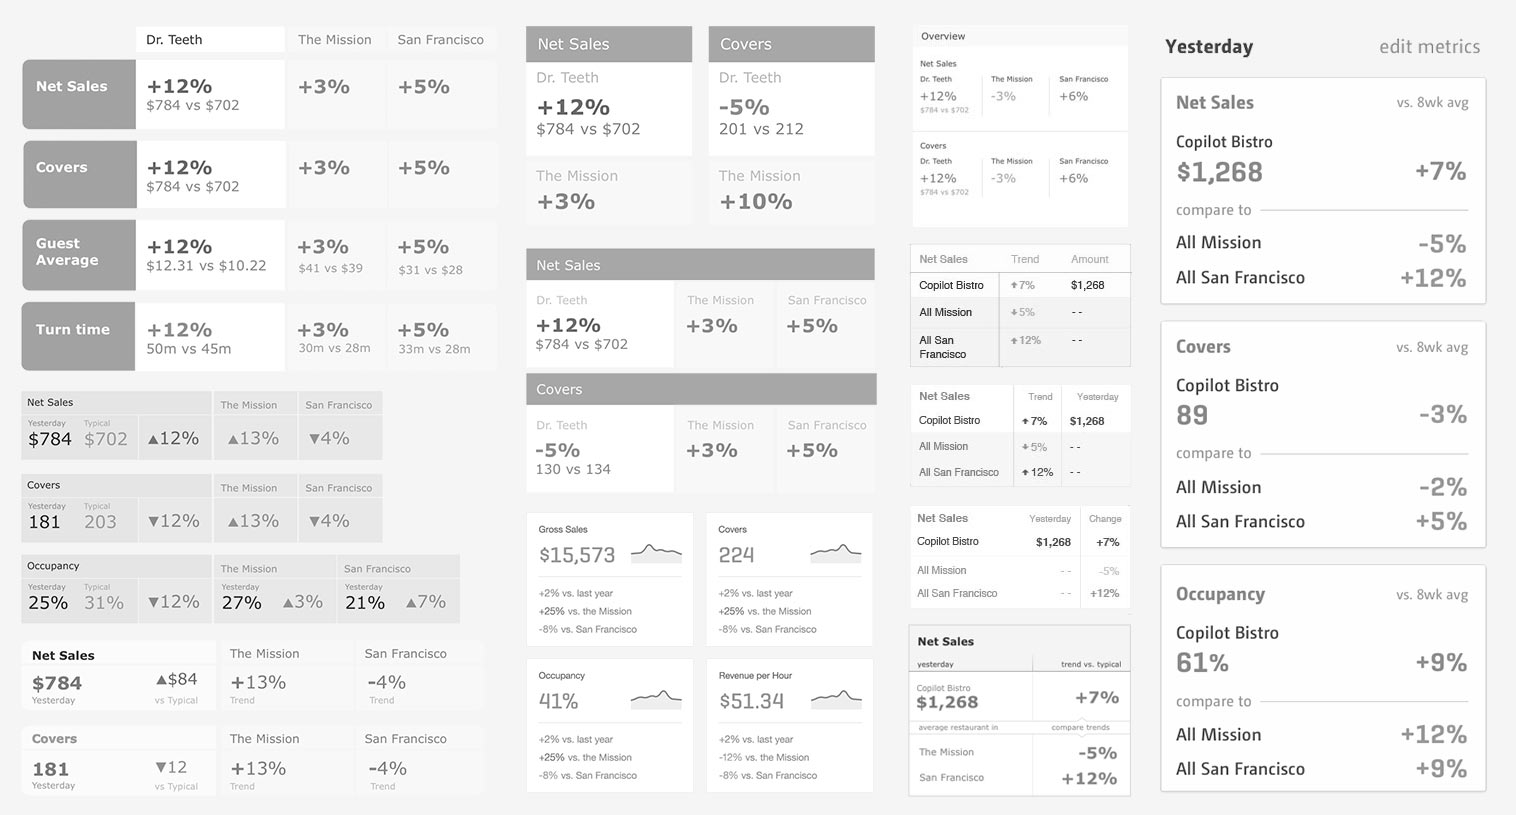 Dr. Teeth The Mission San Francisco
Net Sales +12% +3% +5%
$784 vs $702
Covers +12% +3% +5%
$784 vs $702
Guest Average +12% +3% +5%
$12.31 vs $10.22 $41 vs $39 $31 vs $28
Turn time +12% +3% +5%
50m vs 45m 30m vs 28m 33m vs 28m
Net Sales The Mission San Francisco
Yesterday Typical
$784 $702 ▲12% ▲13% ▼4%
Covers The Mission San Francisco
Yesterday Typical
181 203 ▼12% ▲13% ▼4%
Occupancy The Mission San Francisco
Yesterday Typical Yesterday Yesterday
25% 31% ▼12% 27% ▲3% 21% ▲7%
Net Sales The Mission San Francisco
$784 ▲$84 +13% -4%
Yesterday vs Typical Trend Trend
Covers The Mission San Francisco
181 ▼12 +13% -4%
Yesterday vs Typical Trend Trend
Net Sales Covers
Dr. Teeth Dr. Teeth
+12% -5%
$784 vs $702 201 vs 212
The Mission The Mission
+3% +10%
Net Sales
Dr. Teeth The Mission San Francisco
+12% +3% +5%
$784 vs $702
Covers
Dr. Teeth The Mission San Francisco
-5% +3% +5%
130 vs 134
Gross Sales
$15,573
+2% vs. last year
+25% vs. the Mission
-8% vs. San Francisco
Covers
224
+2% vs. last year
+25% vs. the Mission
-8% vs. San Francisco
Occupancy
41%
+2% vs. last year
+25% vs. the Mission
-8% vs. San Francisco
Revenue per Hour
$51.34
+2% vs. last year
-12% vs. the Mission
-8% vs. San Francisco
Overview
Net Sales
Dr. Teeth The Mission San Francisco
+12% -3% +6%
$784 vs $702
Covers
Dr. Teeth The Mission San Francisco
+12% -3% +6%
$784 vs $702
Net Sales Trend Amount
Copilot Bistro ↑7% $1,268
All Mission ↓5% - -
All San Francisco ↑12% - -
Net Sales Trend Yesterday
Copilot Bistro ↑7% $1,268
All Mission ↓5% - -
All San Francisco ↑12% - -
Net Sales Yesterday Change
Copilot Bistro $1,268 +7%
All Mission - - -5%
All San Francisco - - +12%
Net Sales
yesterday trend vs. typical
Copilot Bistro
$1,268 +7%
average restaurant in compare trends
The Mission -5%
San Francisco +12%
Yesterday edit metrics
Net Sales vs. 8wk avg
Copilot Bistro
$1,268 +7%
compare to
All Mission -5%
All San Francisco +12%
Covers vs. 8wk avg
Copilot Bistro
89 -3%
compare to
All Mission -2%
All San Francisco +5%
Occupancy vs. 8wk avg
Copilot Bistro
61% +9%
compare to
All Mission +12%
All San Francisco +9%